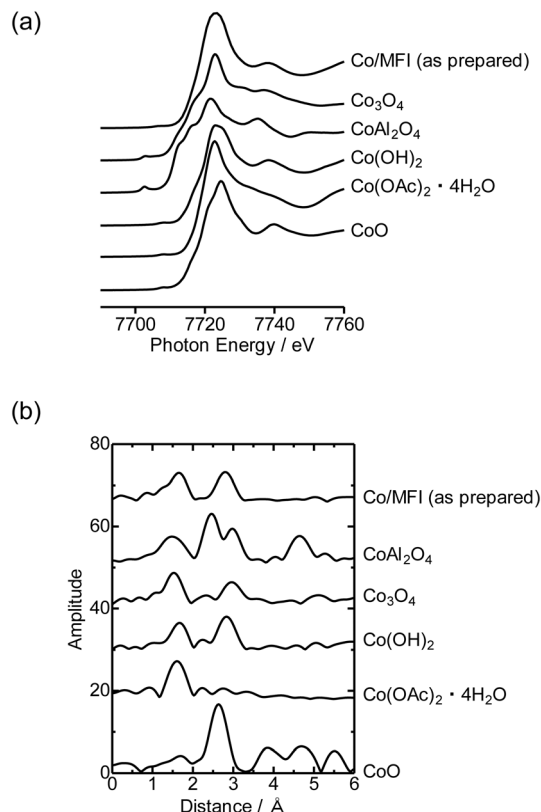 (a)
Co/MFI (as prepared)
Co3O4
CoAl2O4
Co(OH)2
Co(OAc)2 ・ 4H2O
CoO
7700 7720 7740 7760
Photon Energy / eV
(b)
80
60
40
20
0
Amplitude
Co/MFI (as prepared)
CoAl2O4
Co3O4
Co(OH)2
Co(OAc)2 ・ 4H2O
CoO
0 1 2 3 4 5 6
Distance / Å